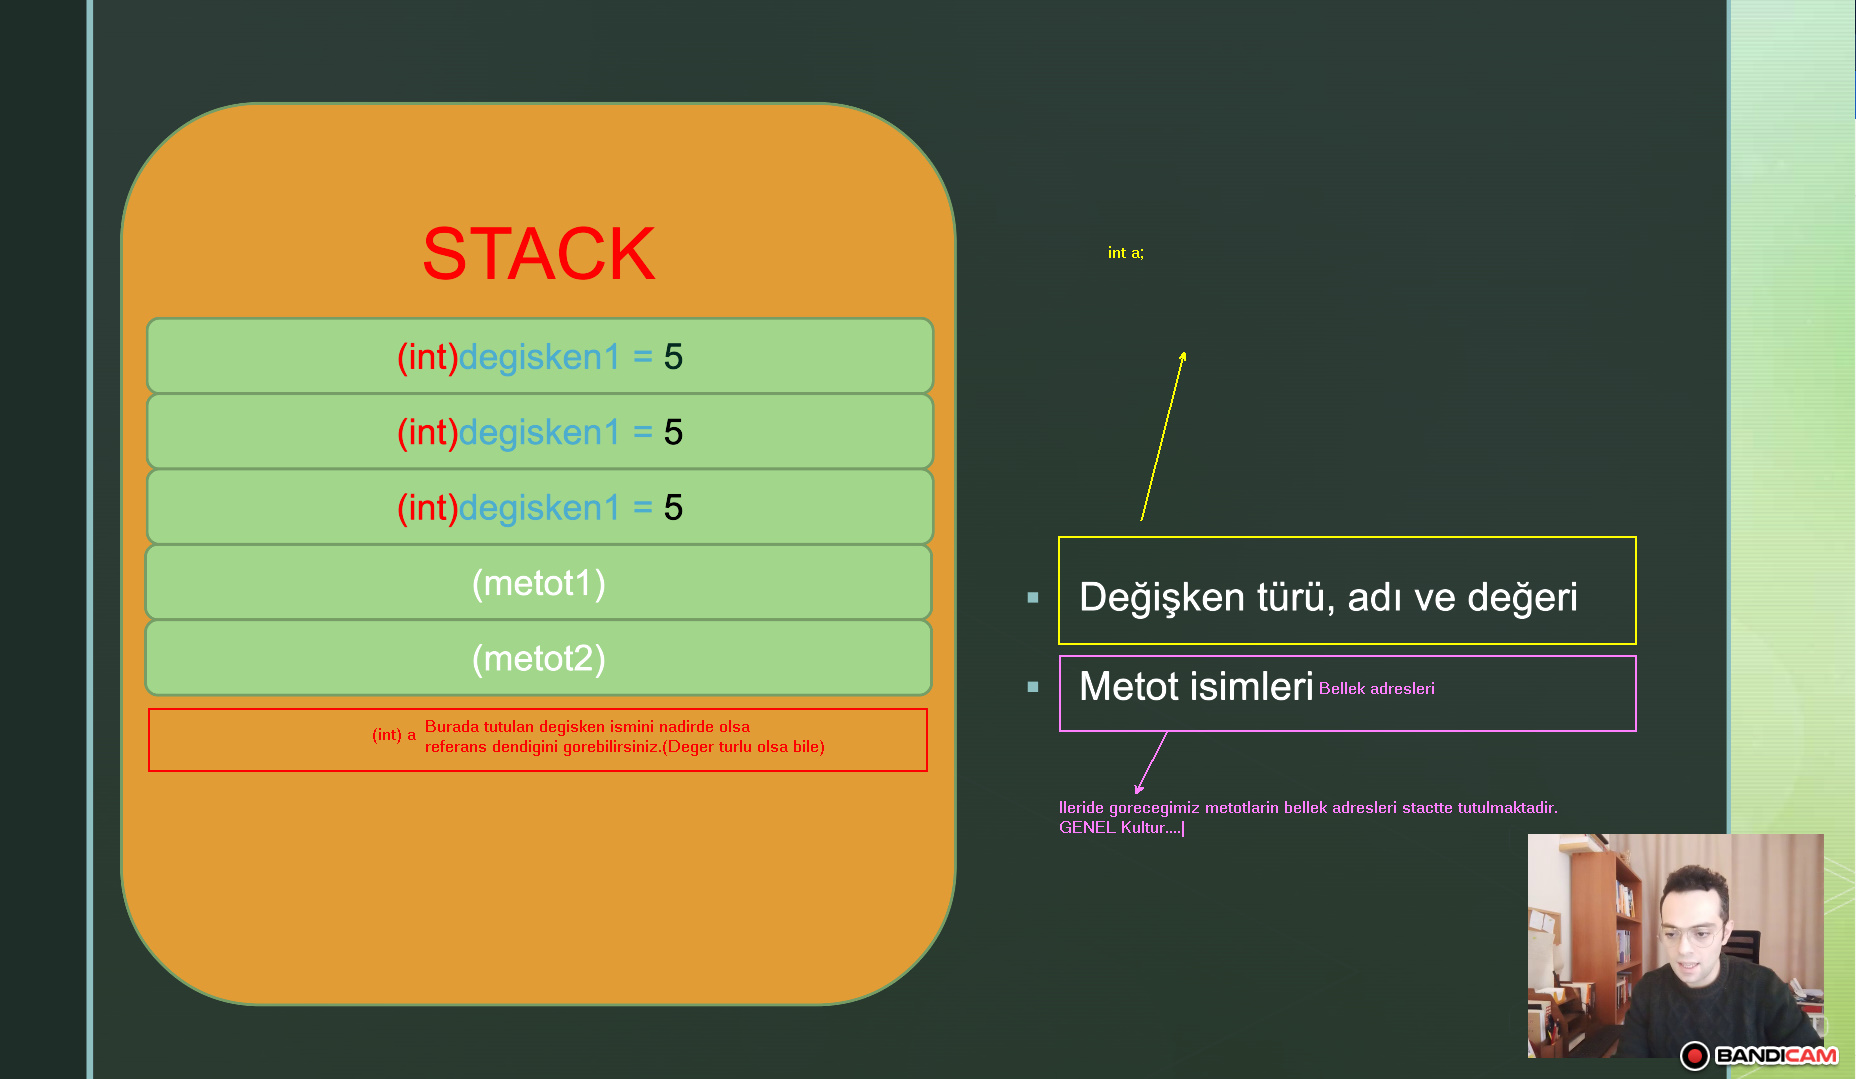 STACK
(int)degisken1 = 5
(int)degisken1 = 5
(int)degisken1 = 5
(metot1)
(metot2)
(int) a
Burada tutulan degisken ismini nadirde olsa
referans dendigini gorebilirsiniz.(Deger turlu olsa bile)
int a;
Değişken türü, adı ve değeri
Metot isimleri Bellek adresleri
Ileride gorecegimiz metotlarin bellek adresleri stactte tutulmaktadir.
GENEL Kultur....|
BANDICAM